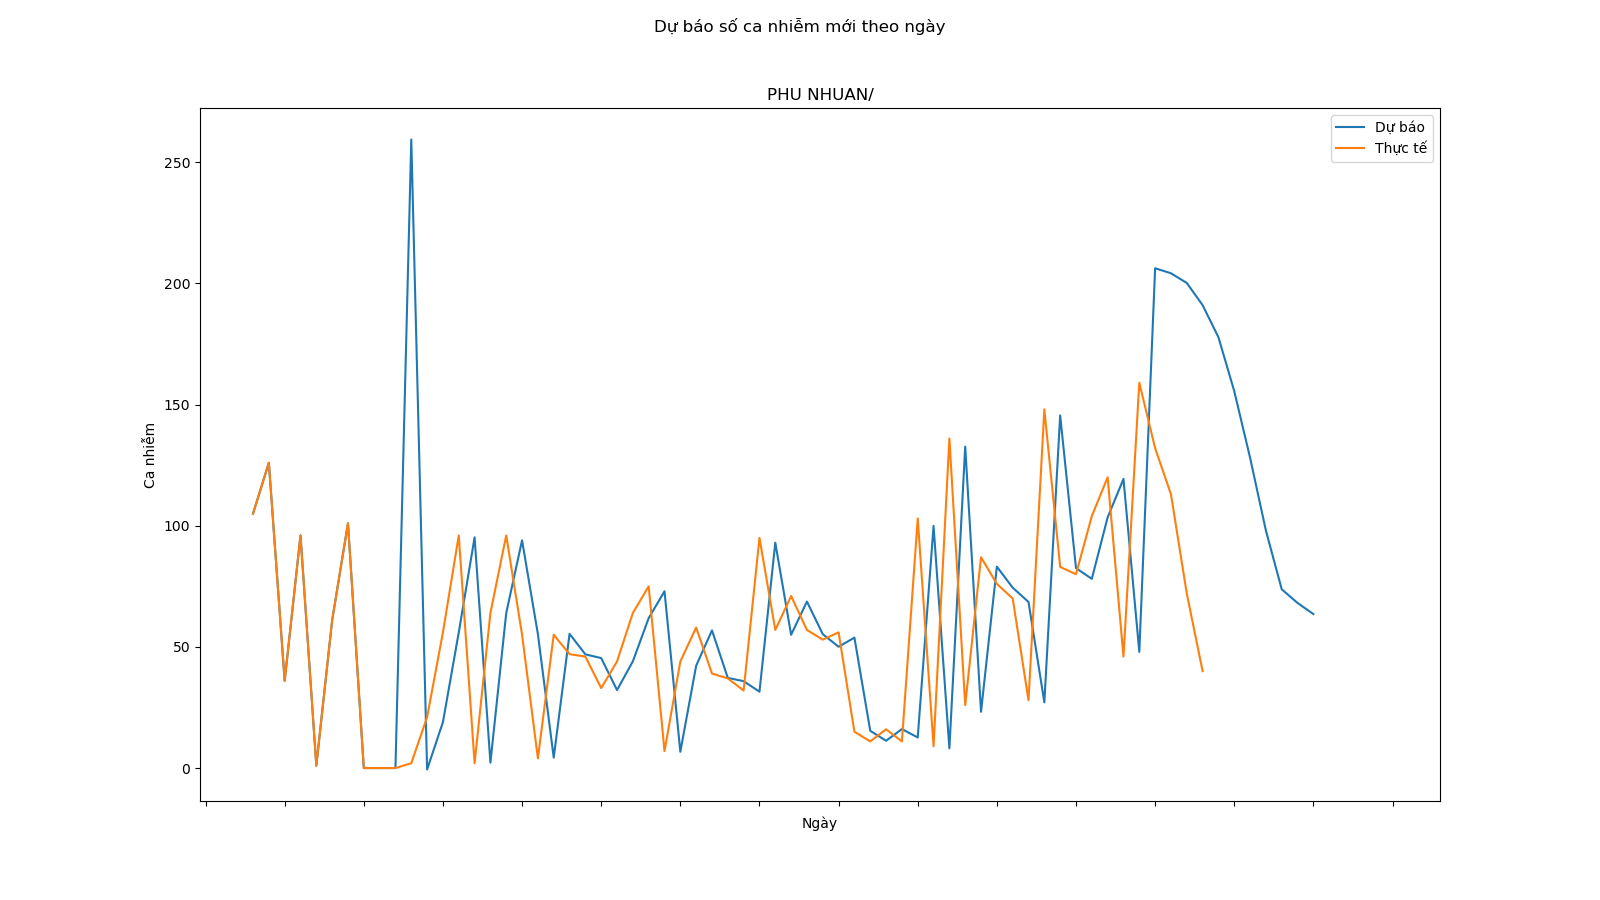 Dự báo số ca nhiễm mới theo ngày
PHU NHUAN/
Dự báo
Thực tế
250
200
150
100
50
0
Ca nhiễm
Ngày